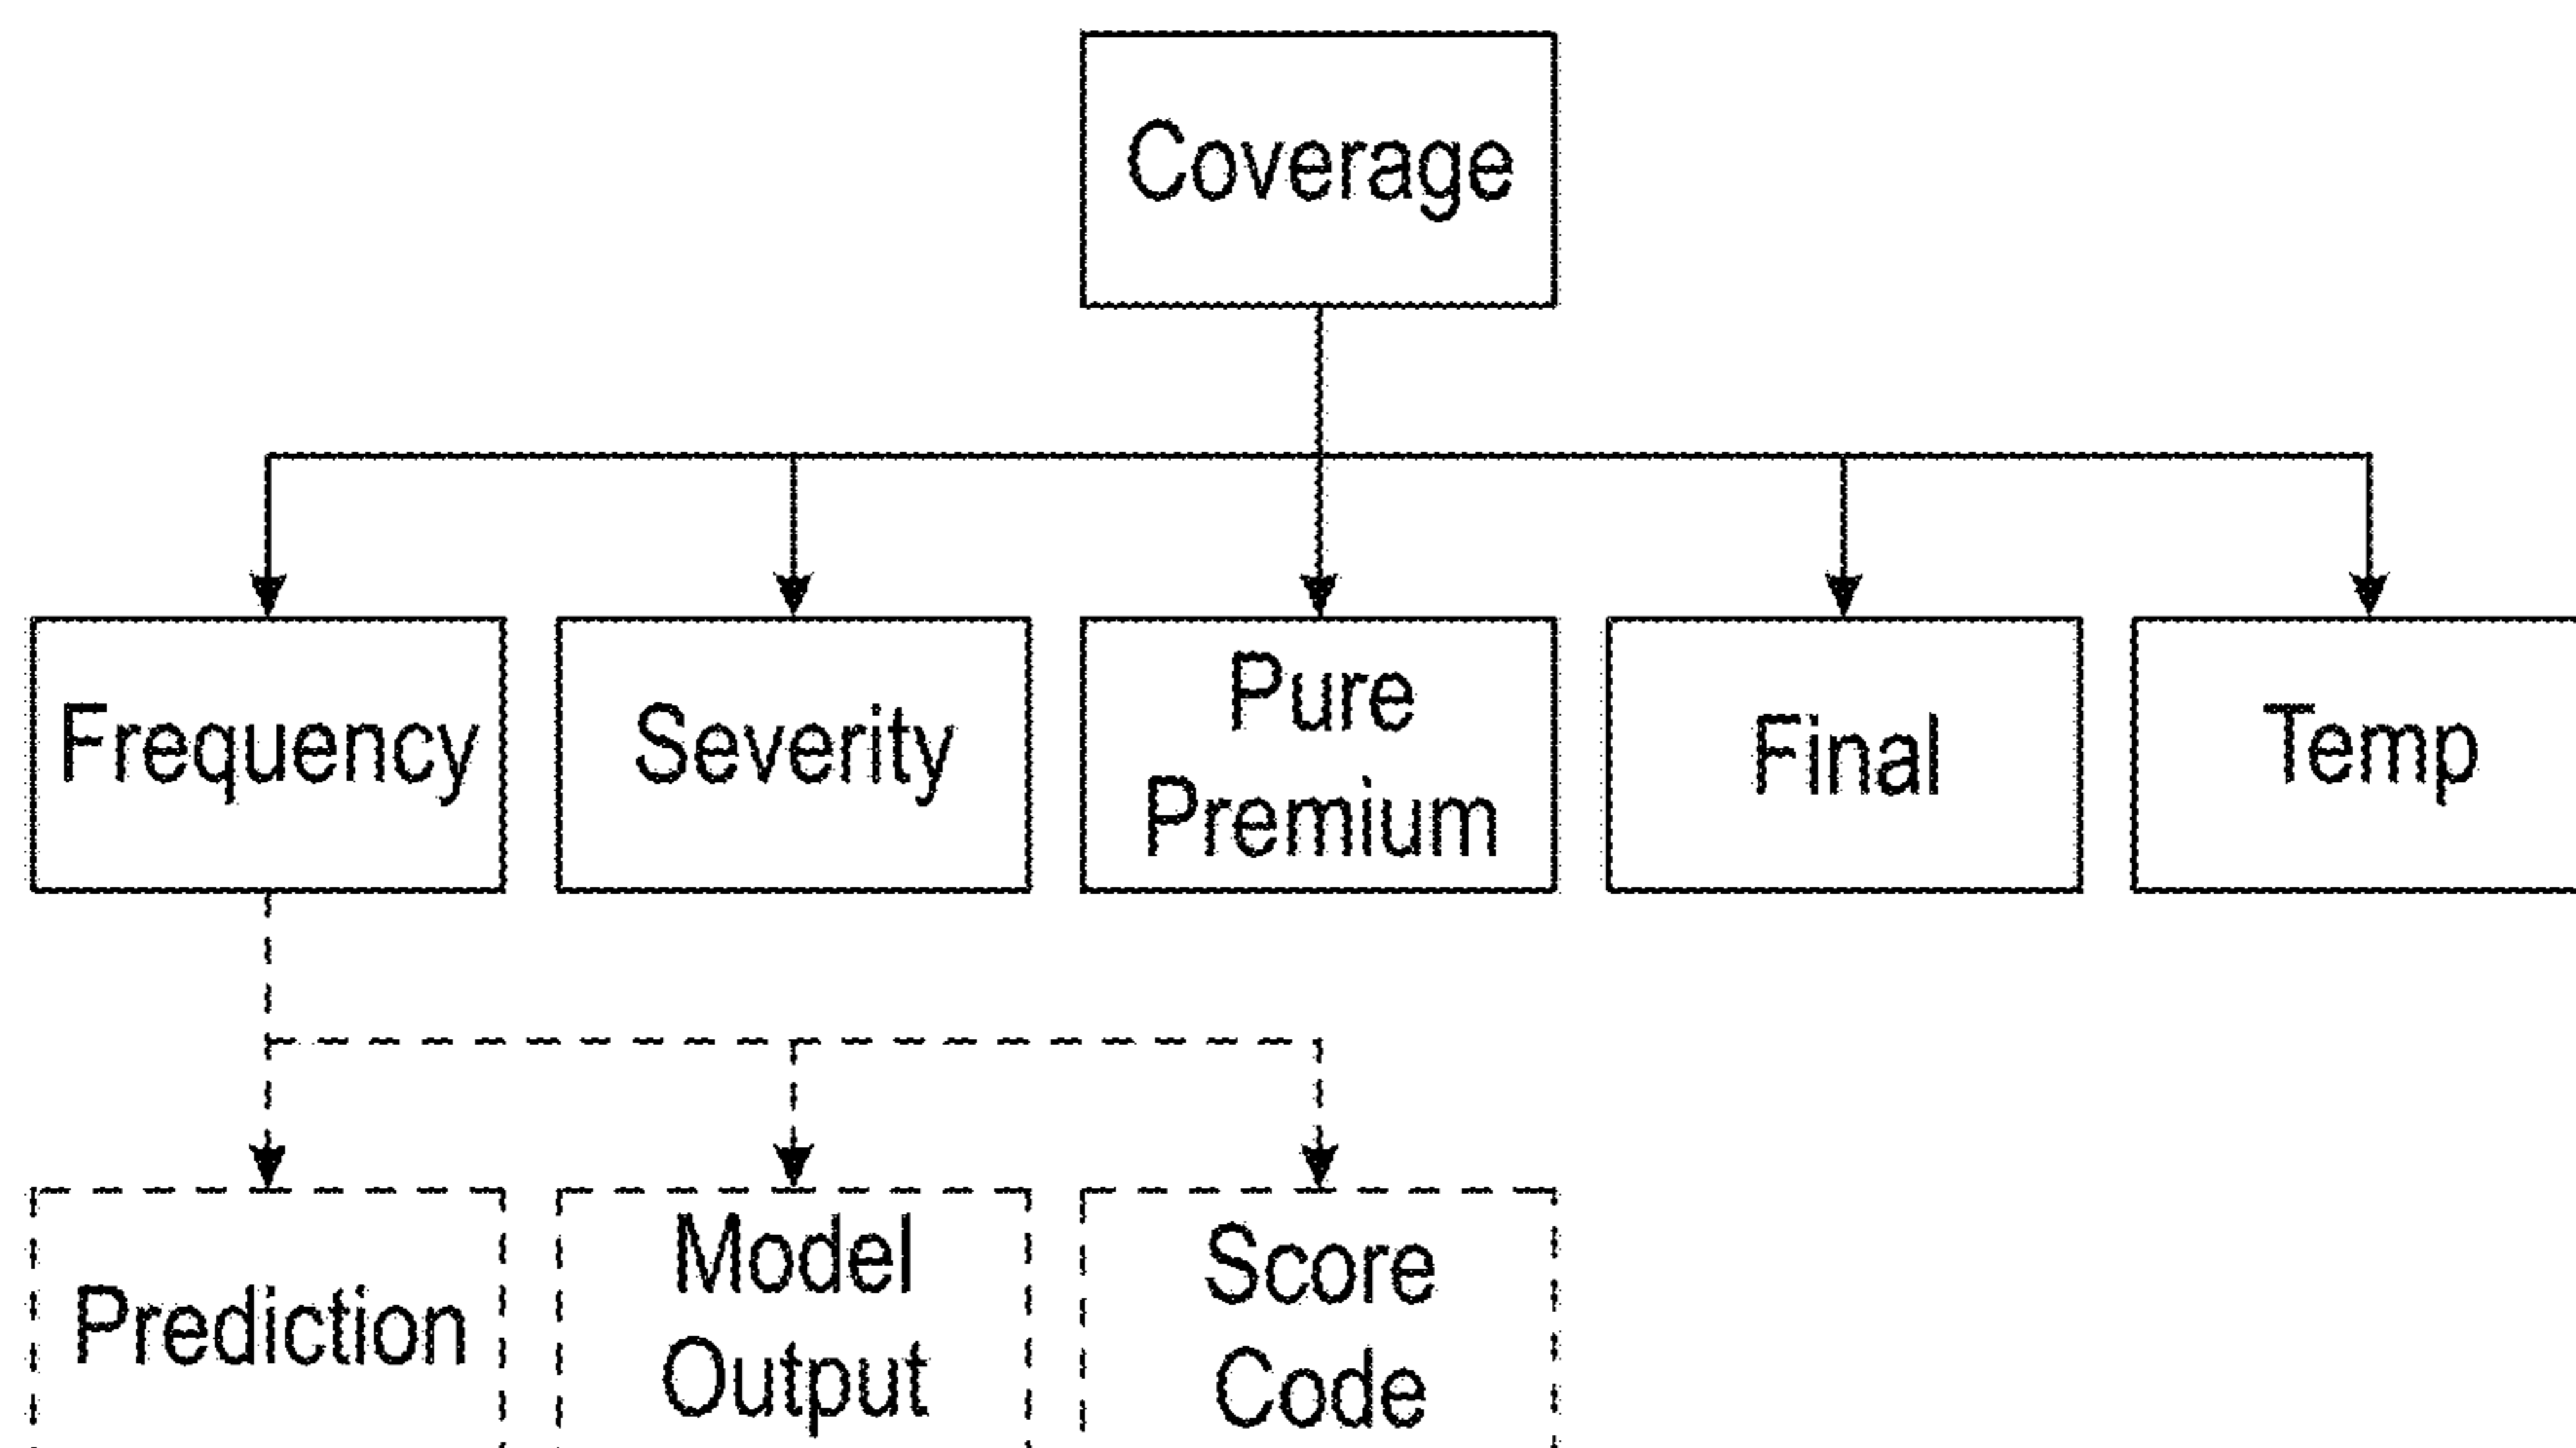 Coverage
Frequency
Severity
Pure
Premium
Final
Temp
Prediction
Model
Output
Score
Code